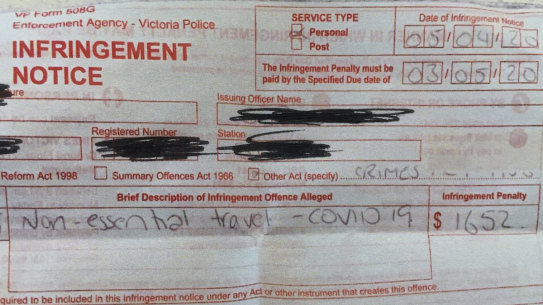 VP Form 508G
Enforcement Agency - Victoria Police
INFRINGEMENT
NOTICE
SERVICE TYPE
Personal
Post
Date of Infringement Notice
05/04/20
The Infringement Penalty must be
paid by the Specified Due date of
03/05/20
ure
Issuing Officer Name
Registered Number
Station
Reform Act 1998
Summary Offences Act 1966
Other Act (specify)
CRIMES
Brief Description of Infringement Offence Alleged
Infringement Penalty
Non-essential travel - COVID 19
$ 1652.
quired to be included in this infringement notice under any Act or other instrument that creates this offence.